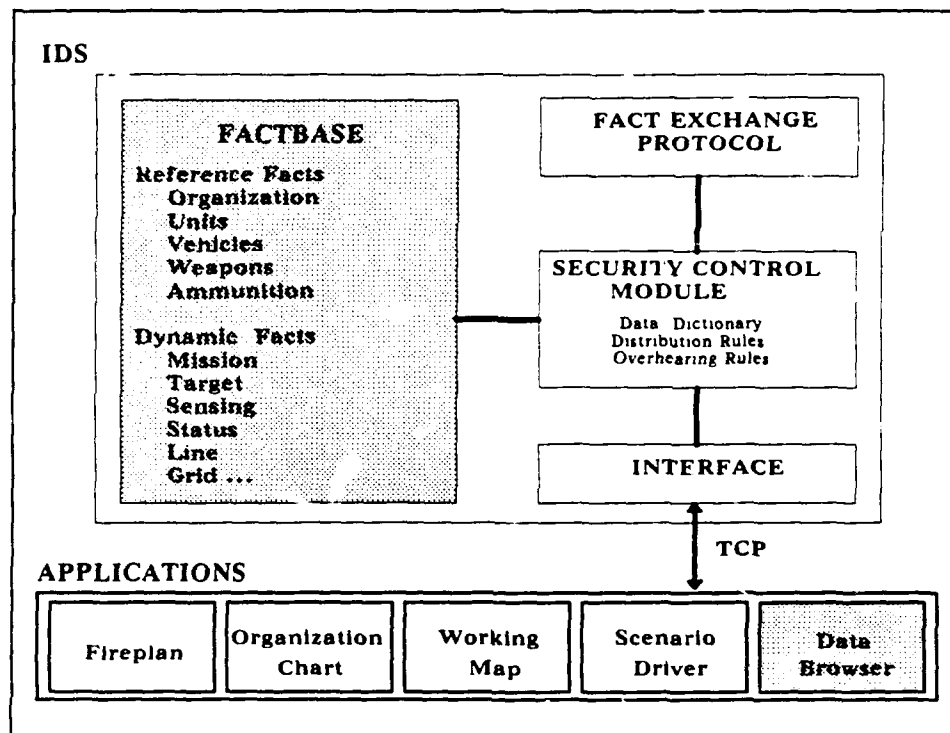 IDS
FACTBASE
Reference Facts
Organization
Units
Vehicles
Weapons
Ammunition
Dynamic Facts
Mission
Target
Sensing
Status
Line
Grid ...
FACT EXCHANGE
PROTOCOL
SECURITY CONTROL
MODULE
Data Dictionary
Distribution Rules
Overhearing Rules
INTERFACE
TCP
APPLICATIONS
Fireplan
Organization
Chart
Working
Map
Scenario
Driver
Data
Browser